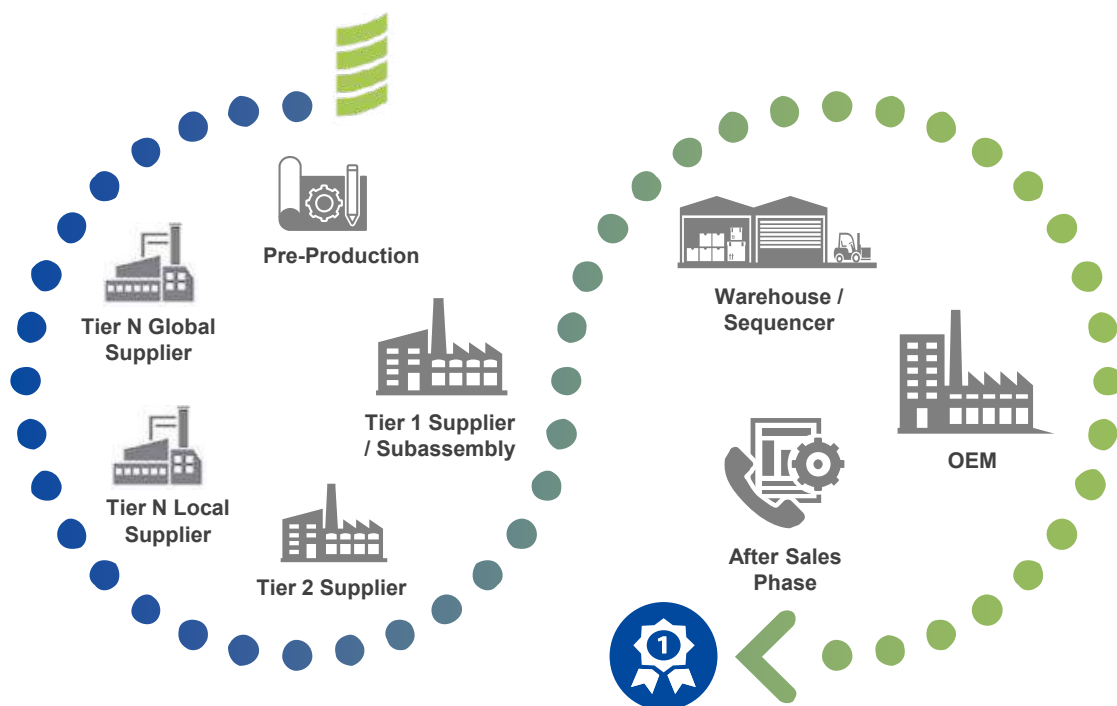 Pre-Production
Tier N Global
Supplier
Tier N Local
Supplier
Tier 2 Supplier
Tier 1 Supplier
/ Subassembly
Warehouse /
Sequencer
OEM
After Sales
Phase
1